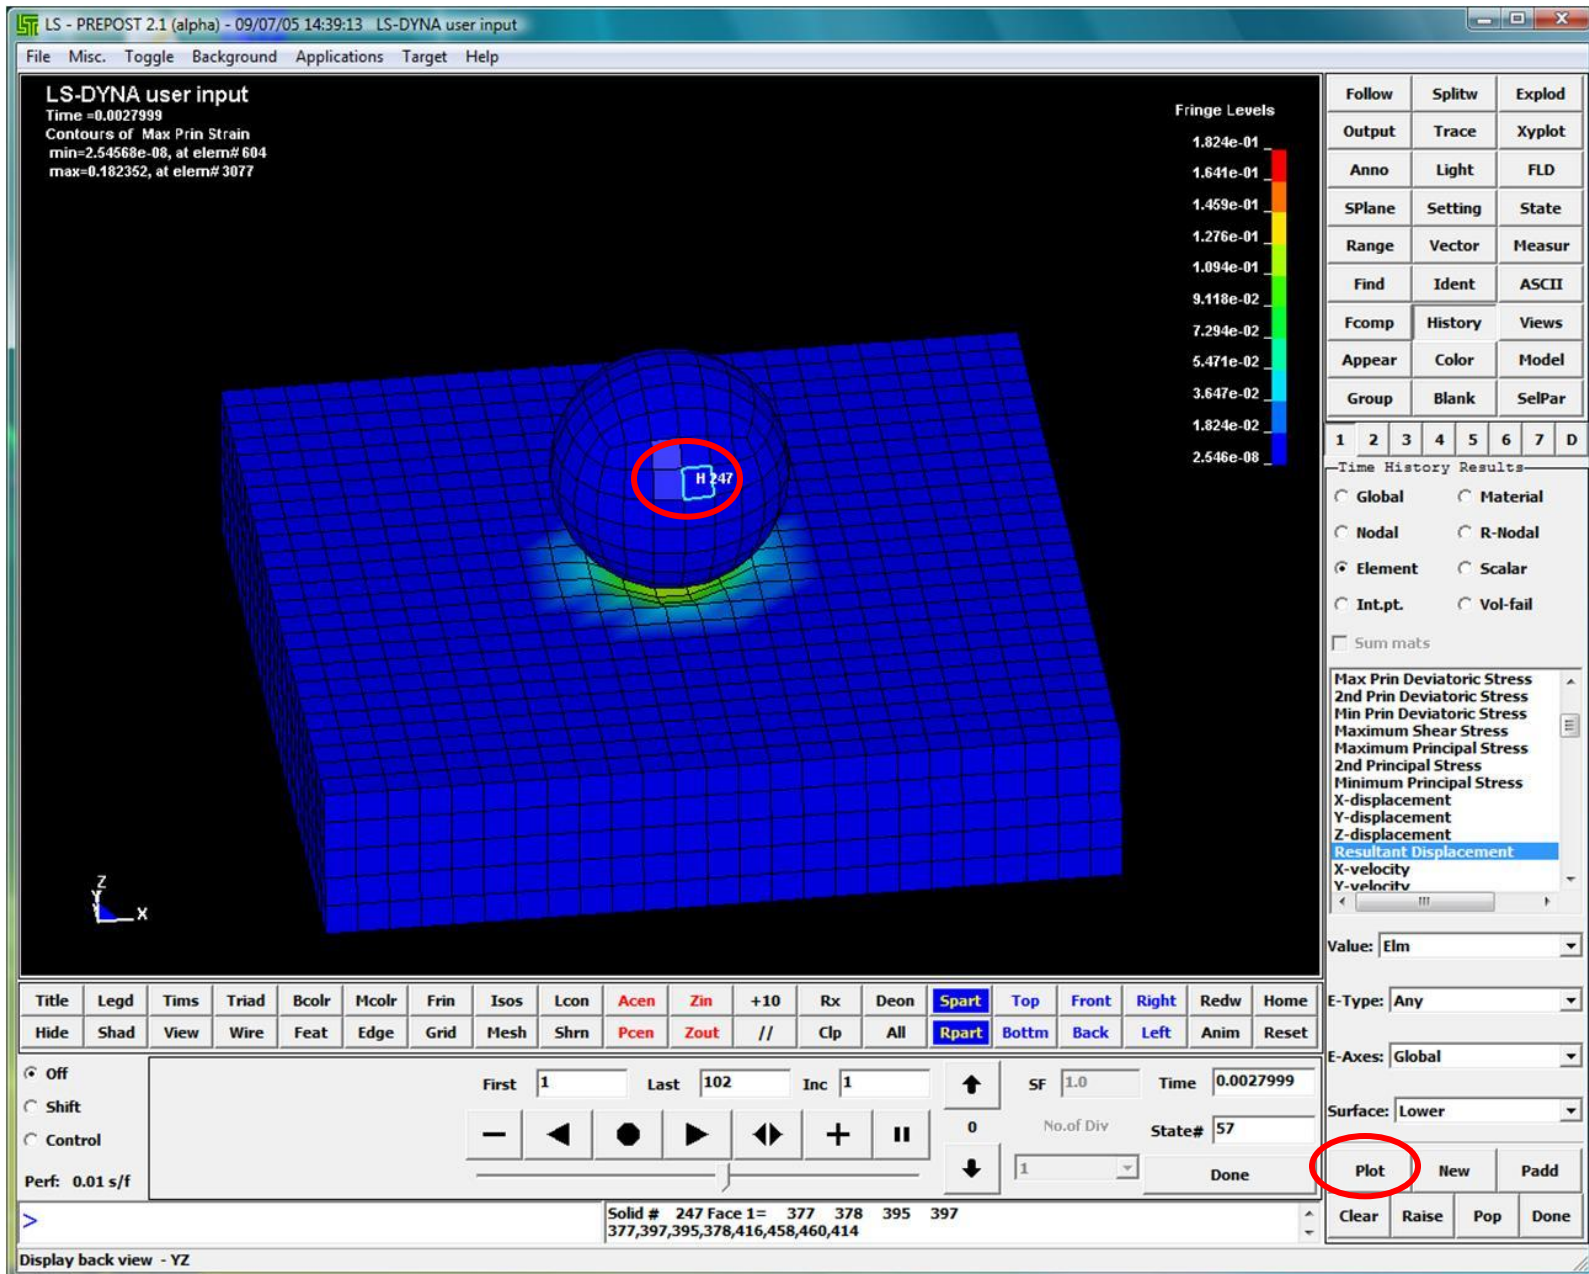 LS - PREPOST 2.1 (alpha) - 09/07/05 14:39:13 LS-DYNA user input
File Misc. Toggle Background Applications Target Help
LS-DYNA user input
Time =0.0027999
Contours of Max Prin Strain
min=2.54568e-08, at elem# 604
max=0.182352, at elem# 3077
Fringe Levels
1.824e-01
1.641e-01
1.459e-01
1.276e-01
1.094e-01
9.118e-02
7.294e-02
5.471e-02
3.647e-02
1.824e-02
2.546e-08
H 247
Z
Y
X
Follow Splitw Explod
Output Trace Xyplot
Anno Light FLD
SPlane Setting State
Range Vector Measur
Find Ident ASCII
Fcomp History Views
Appear Color Model
Group Blank SelPar
1 2 3 4 5 6 7 D
Time History Results
Global Material
Nodal R-Nodal
Element Scalar
Int.pt. Vol-fail
Sum mats
Max Prin Deviatoric Stress
2nd Prin Deviatoric Stress
Min Prin Deviatoric Stress
Maximum Shear Stress
Maximum Principal Stress
2nd Principal Stress
Minimum Principal Stress
X-displacement
Y-displacement
Z-displacement
Resultant Displacement
X-velocity
Y-velocity
Value: Elm
E-Type: Any
E-Axes: Global
Surface: Lower
Plot New Padd
Clear Raise Pop Done
Title Legd Tims Triad Bcolr Mcolr Frin Isos Lcon Acen Zin +10 Rx Deon Spart Top Front Right Redw Home
Hide Shad View Wire Feat Edge Grid Mesh Shrn Pcen Zout // Clp All Rpart Bottm Back Left Anim Reset
Off
Shift
Control
Perf: 0.01 s/f
First 1 Last 102 Inc 1
0
SF 1.0 Time 0.0027999
No.of Div State# 57
1 Done
>
Solid # 247 Face 1= 377 378 395 397
377,397,395,378,416,458,460,414
Display back view - YZ